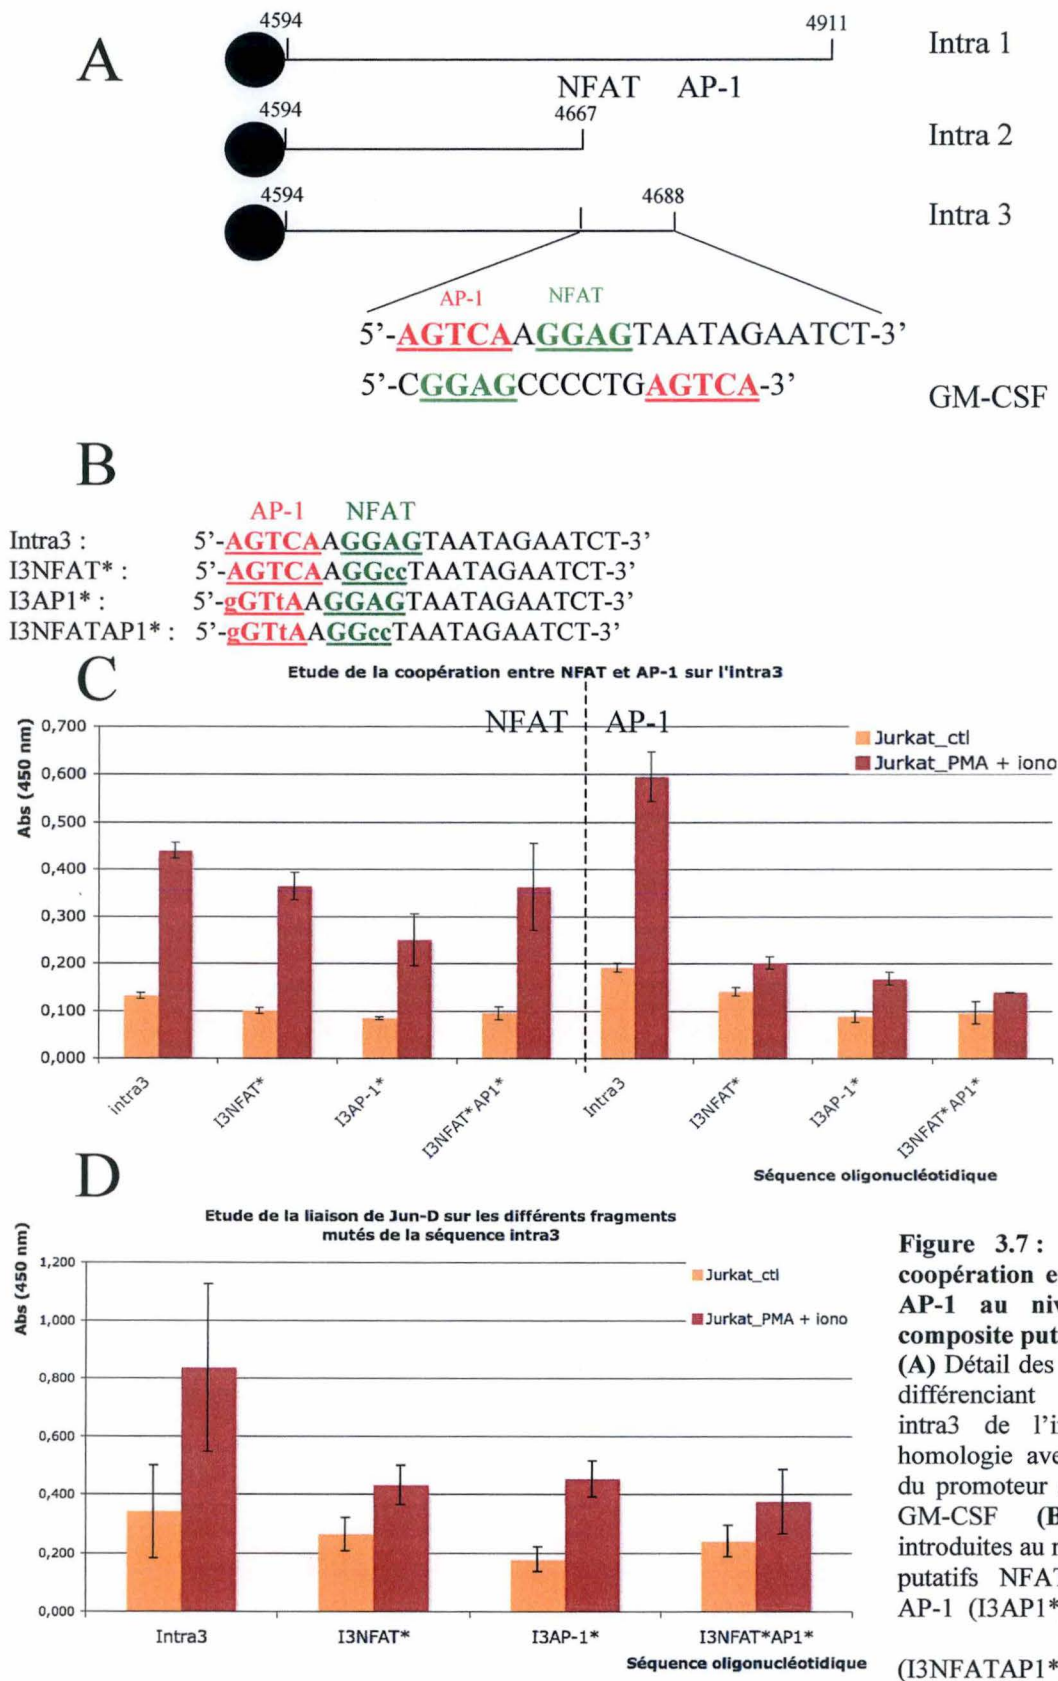 A
4594
4911
Intra 1
NFAT AP-1
4594
4667
Intra 2
4594
4688
Intra 3
AP-1 NFAT
5'-AGTCAAGGAGTAATAGAATCT-3'
5'-CGGAGCCCCTGAGTCA-3'
GM-CSF
B
AP-1 NFAT
Intra3 : 5'-AGTCAAGGAGTAATAGAATCT-3'
I3NFAT* : 5'-AGTCAAGGccTAATAGAATCT-3'
I3AP1* : 5'-gGTtAAGGAGTAATAGAATCT-3'
I3NFATAP1* : 5'-gGTtAAGGccTAATAGAATCT-3'
C
Etude de la coopération entre NFAT et AP-1 sur l'intra3
NFAT AP-1
Jurkat_ctl
Jurkat_PMA + iono
Abs (450 nm)
0,700
0,600
0,500
0,400
0,300
0,200
0,100
0,000
intra3
I3NFAT*
I3AP-1*
I3NFAT*AP1*
Intra3
I3NFAT*
I3AP-1*
I3NFAT*AP1*
Séquence oligonucléotidique
D
Etude de la liaison de Jun-D sur les différents fragments
mutés de la séquence intra3
Jurkat_ctl
Jurkat_PMA + iono
Abs (450 nm)
1,200
1,000
0,800
0,600
0,400
0,200
0,000
Intra3
I3NFAT*
I3AP-1*
I3NFAT*AP1*
Séquence oligonucléotidique
Figure 3.7 :
coopération e
AP-1 au niv
composite put
(A) Détail des
différenciant
intra3 de l'i
homologie ave
du promoteur
GM-CSF (B
introduites au
putatifs NFAT
AP-1 (I3AP1*
(I3NFATAP1*